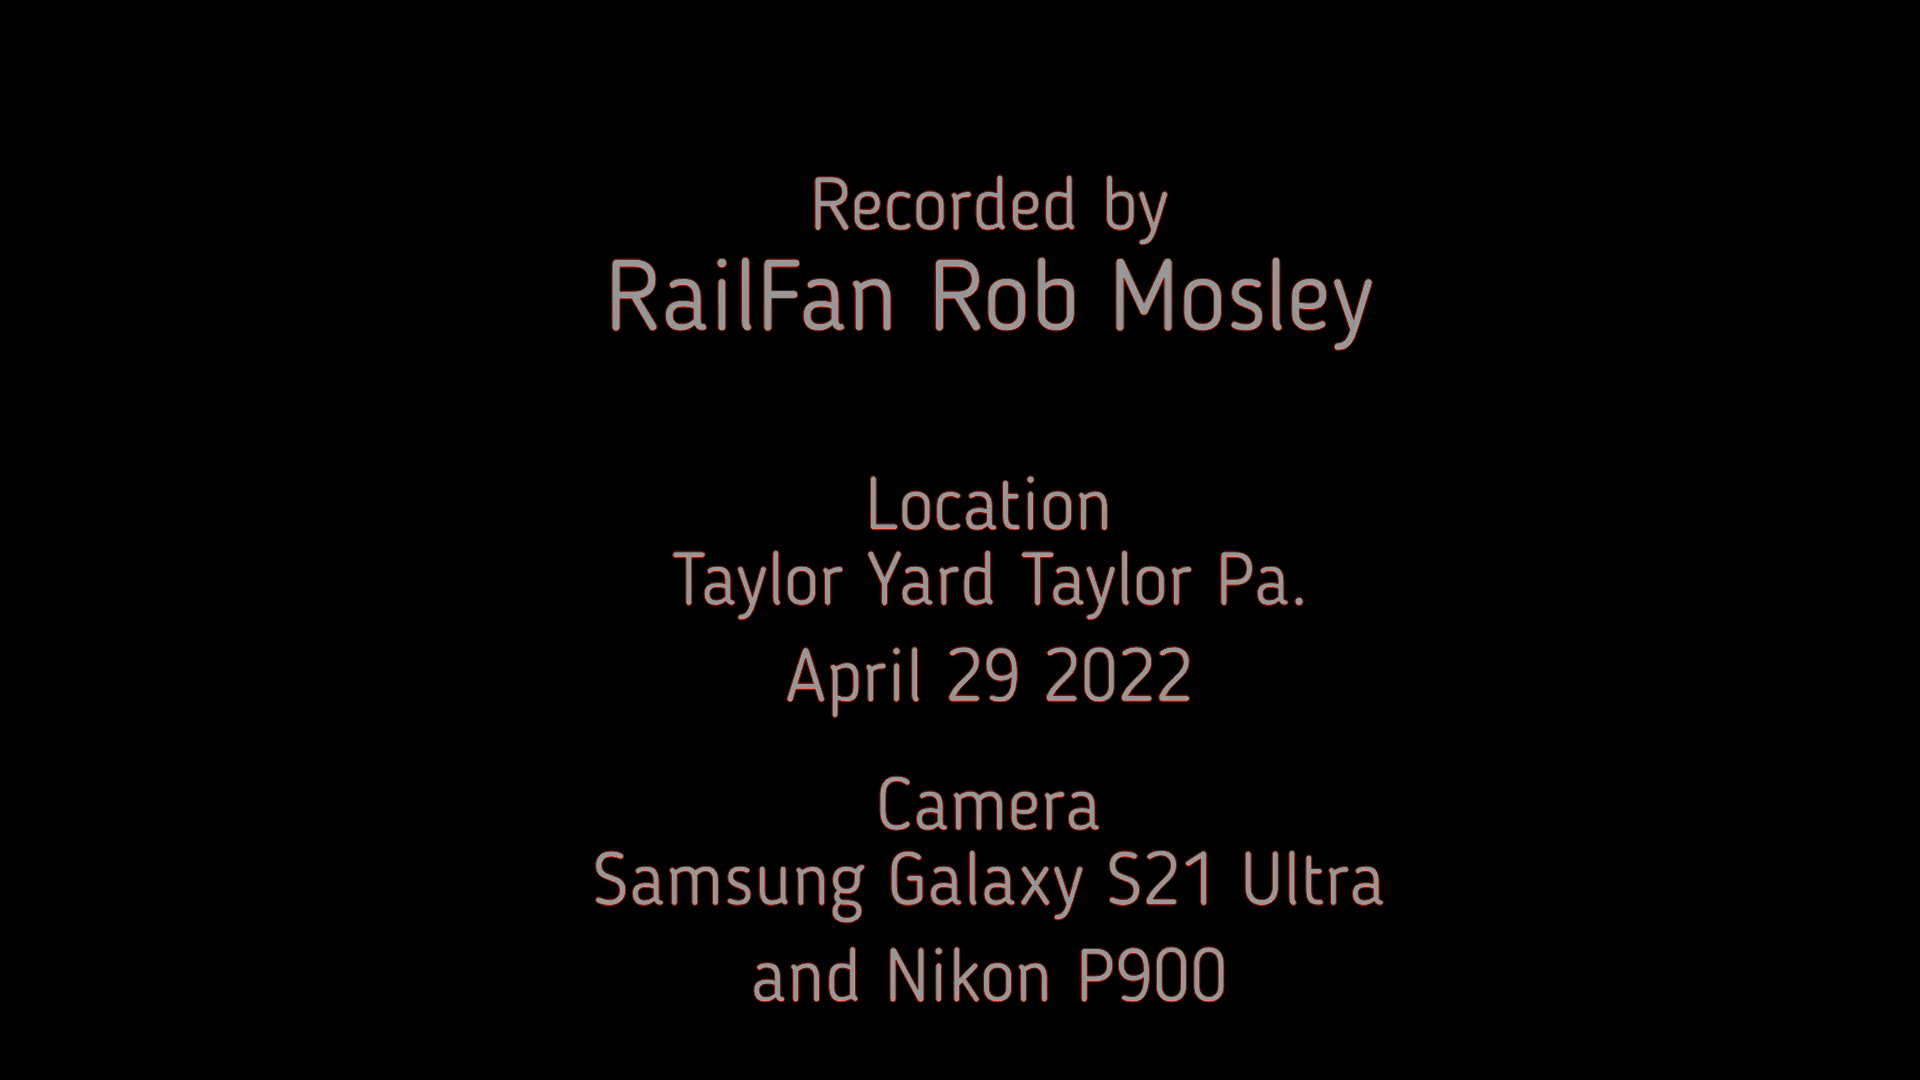 Recorded by
RailFan Rob Mosley
Location
Taylor Yard Taylor Pa.
April 29 2022
Camera
Samsung Galaxy S21 Ultra
and Nikon P900